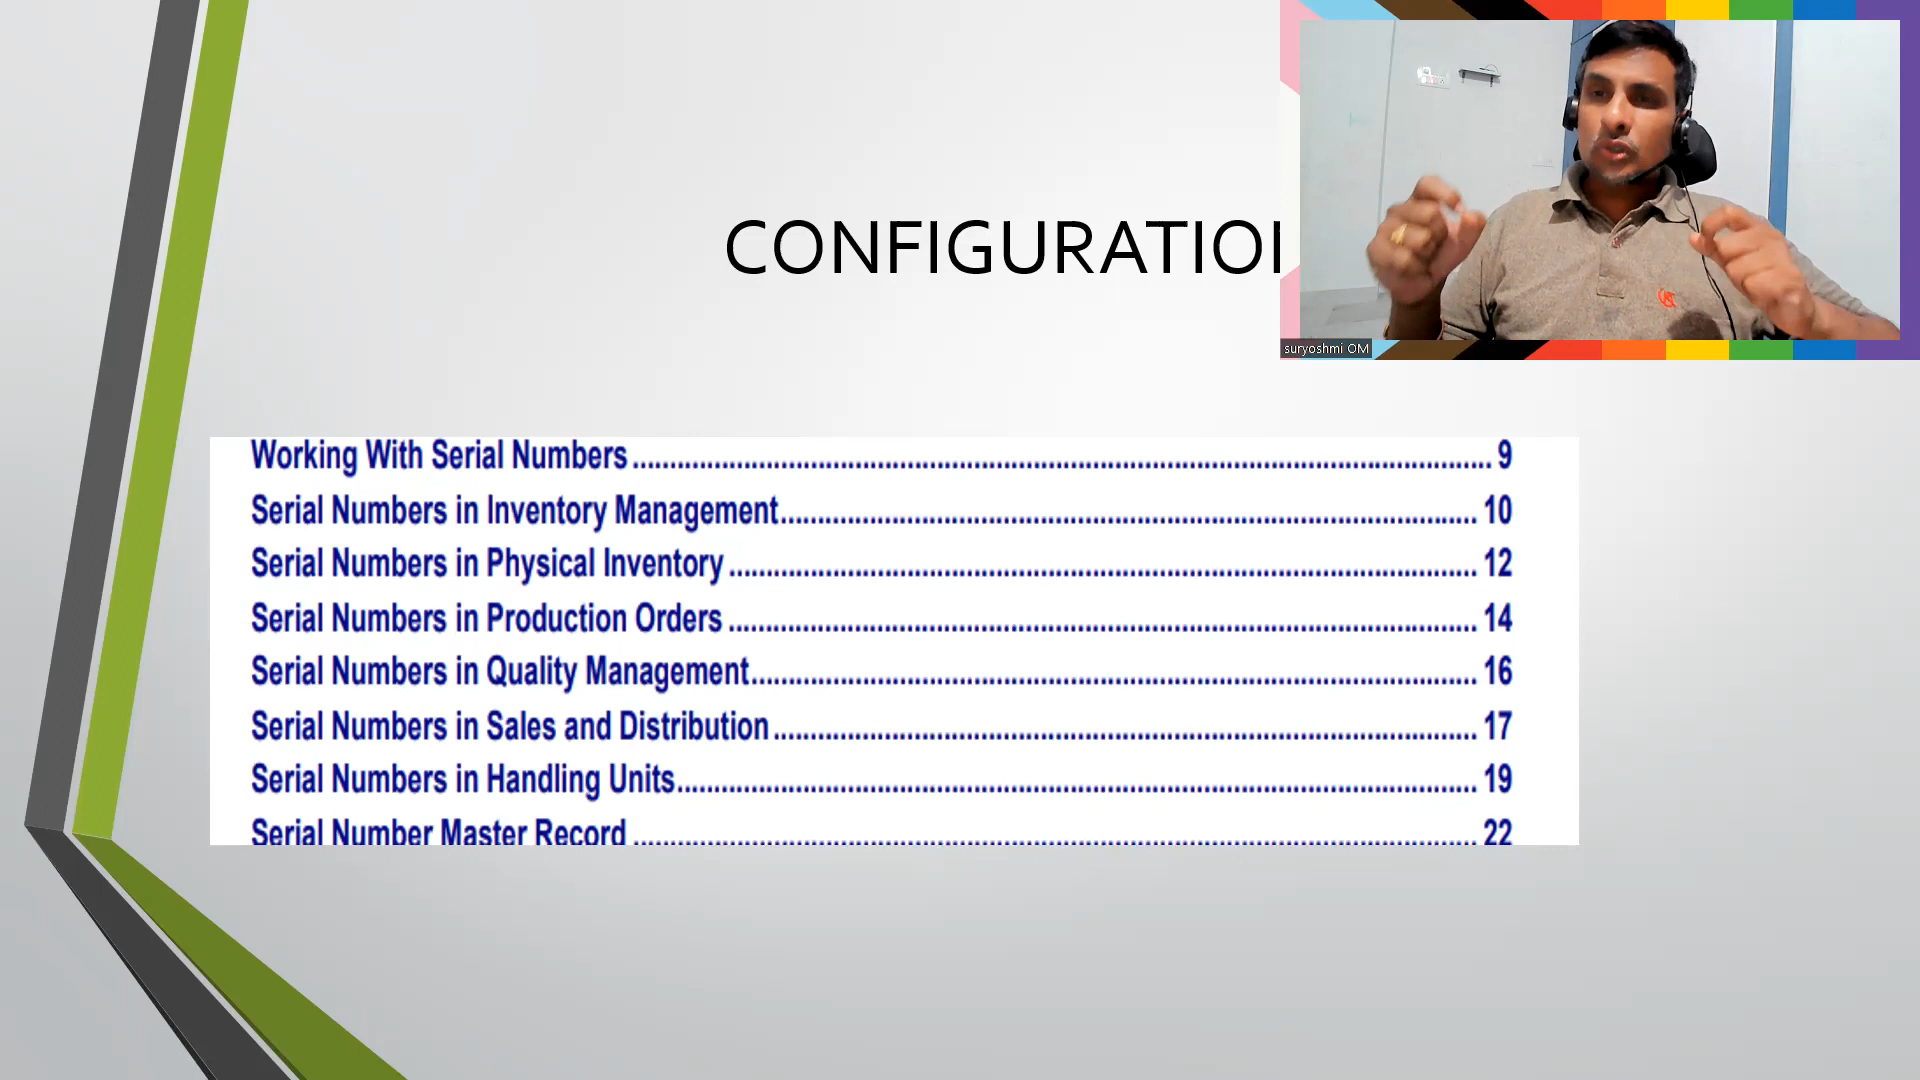 CONFIGURATION
suryoshmi OM
Working With Serial Numbers 9
Serial Numbers in Inventory Management 10
Serial Numbers in Physical Inventory 12
Serial Numbers in Production Orders 14
Serial Numbers in Quality Management 16
Serial Numbers in Sales and Distribution 17
Serial Numbers in Handling Units 19
Serial Number Master Record 22